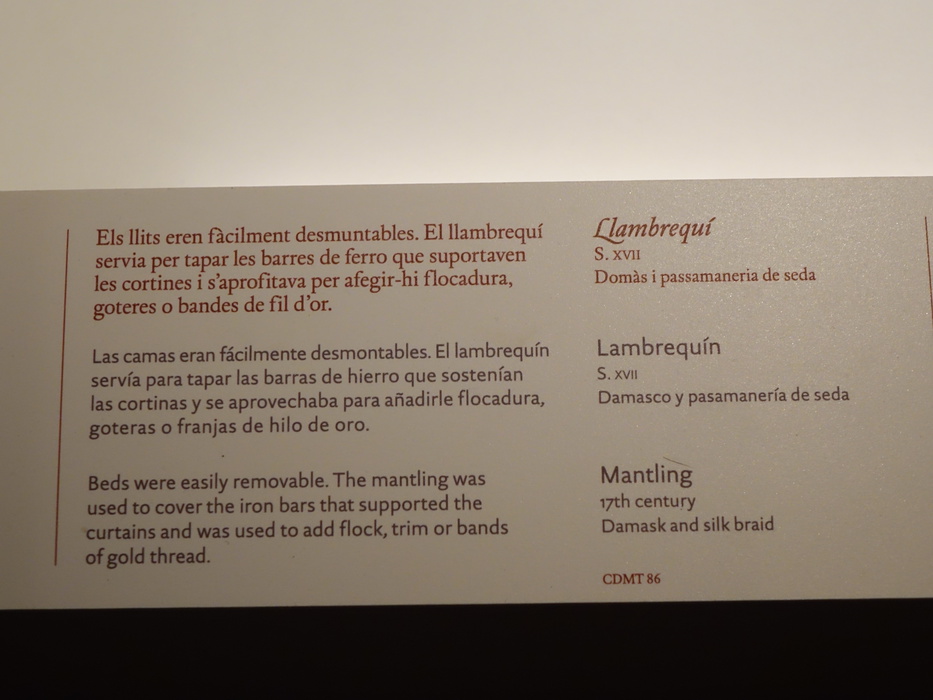 Els llits eren fàcilment desmuntables. El llambrequí
servia per tapar les barres de ferro que suportaven
les cortines i s'aprofitava per afegir-hi flocadura,
goteres o bandes de fil d'or.
Las camas eran fácilmente desmontables. El lambrequín
servía para tapar las barras de hierro que sostenían
las cortinas y se aprovechaba para añadirle flocadura,
goteras o franjas de hilo de oro.
Beds were easily removable. The mantling was
used to cover the iron bars that supported the
curtains and was used to add flock, trim or bands
of gold thread.
Llambrequí
S. XVII
Domàs i passamaneria de seda
Lambrequín
S. XVII
Damasco y pasamanería de seda
Mantling
17th century
Damask and silk braid
CDMT 86